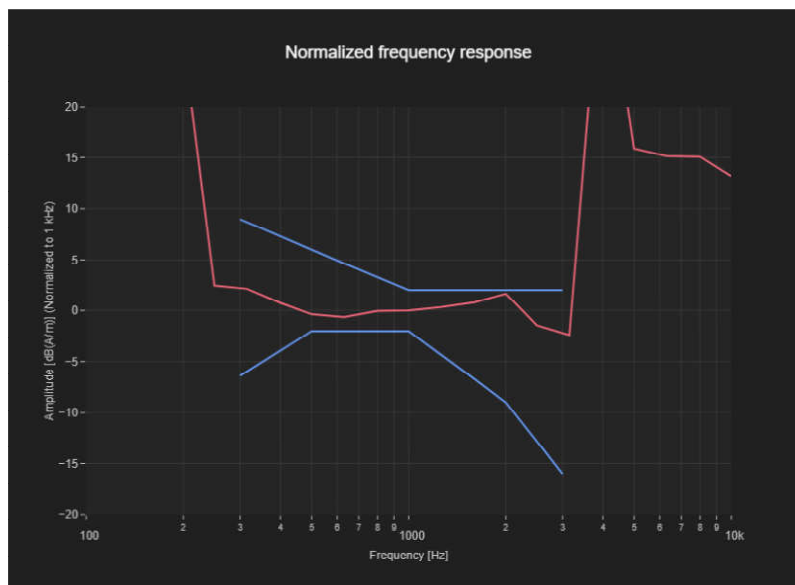 Normalized frequency response
Amplitude [dB(A/m)] (Normalized to 1 kHz)
20
15
10
5
0
−5
−10
−15
−20
100 2 3 4 5 6 7 8 9 1000 2 3 4 5 6 7 8 9 10k
Frequency [Hz]